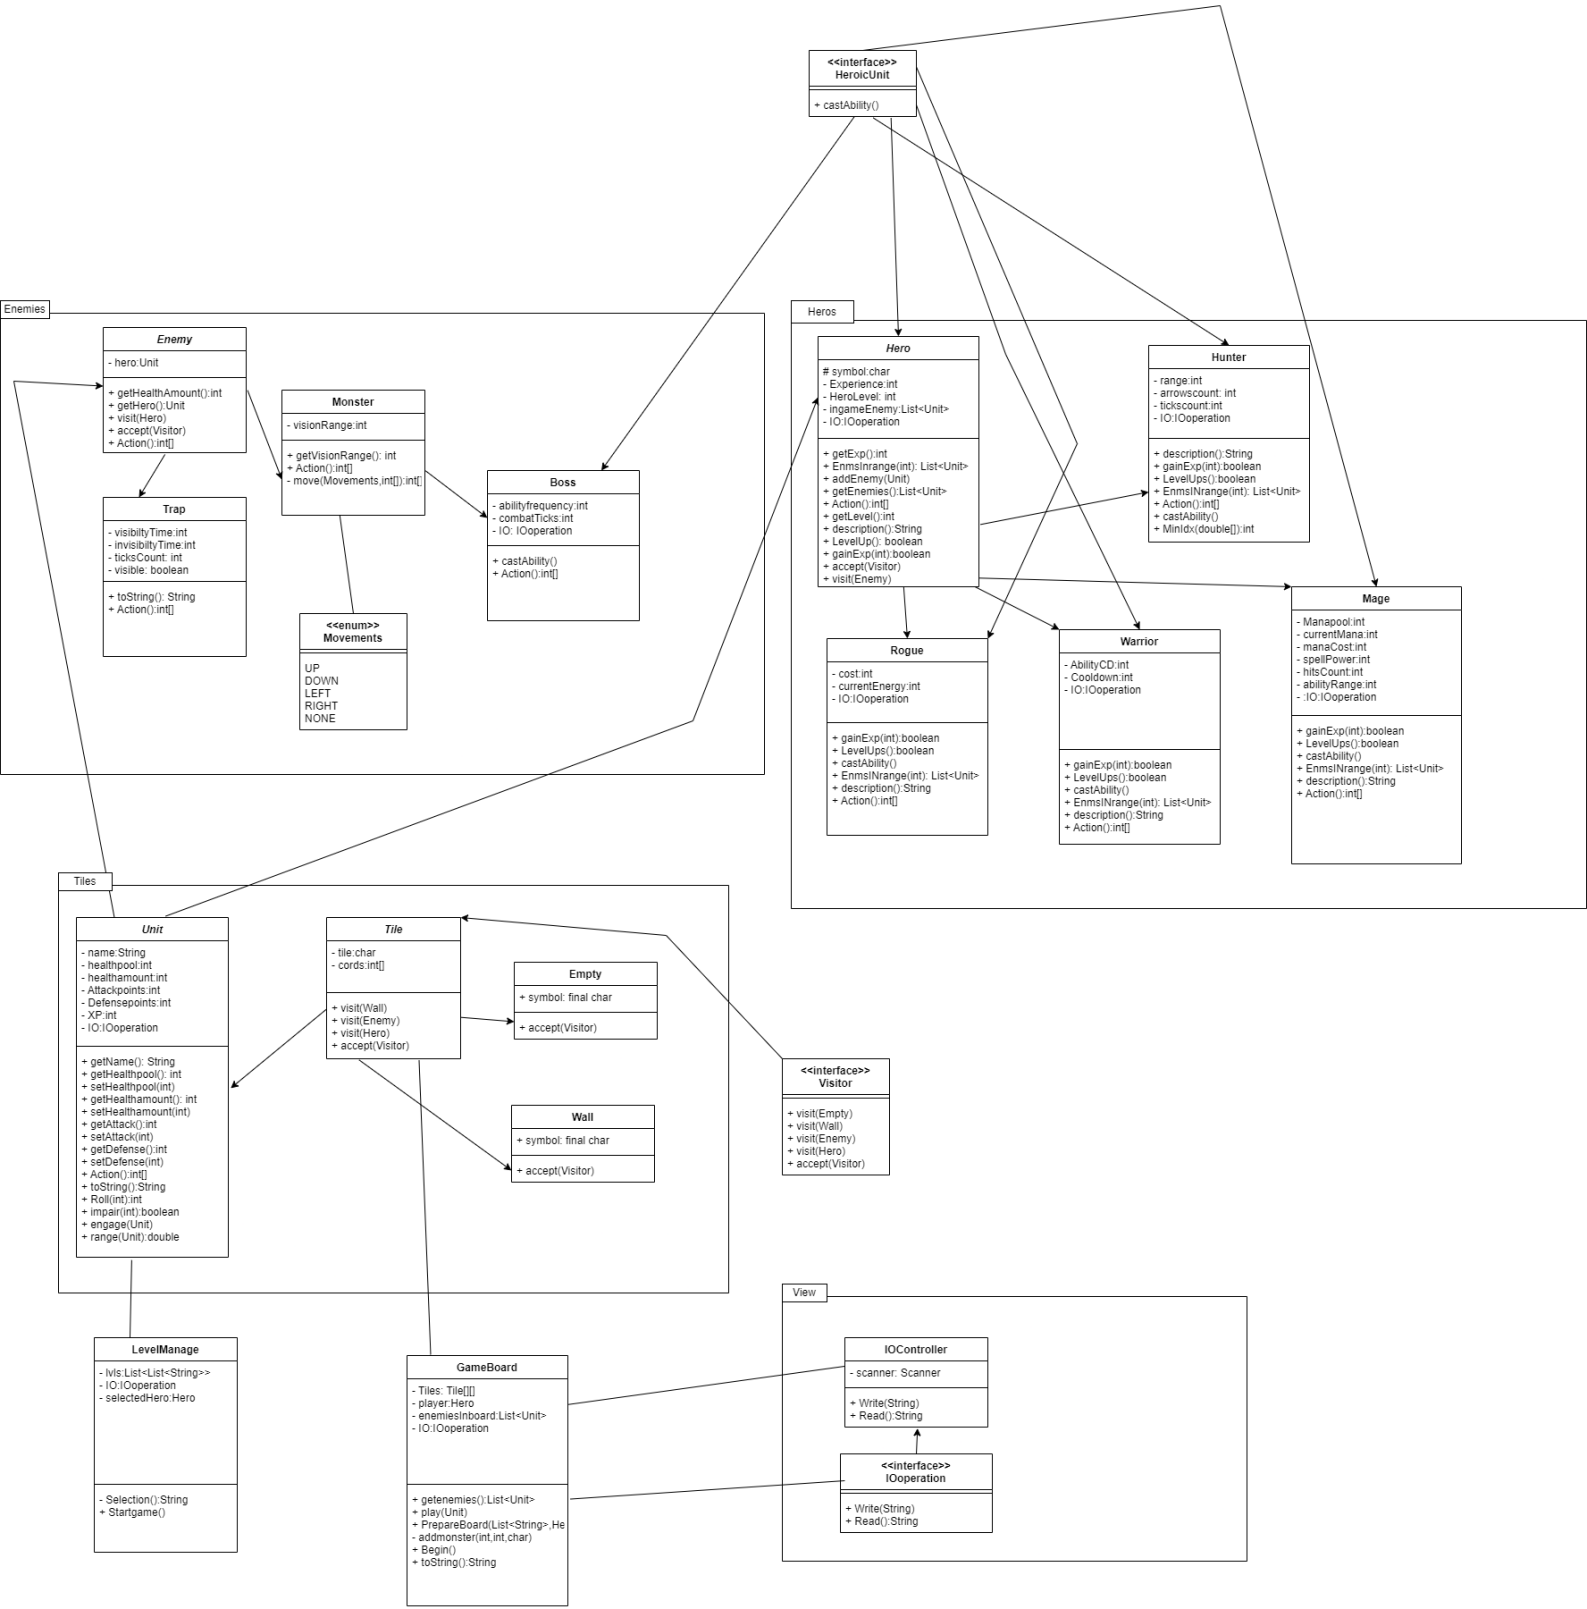 <<interface>>
HeroicUnit
+ castAbility()
Enemies
Enemy
- hero:Unit
+ getHealthAmount():int
+ getHero():Unit
+ visit(Hero)
+ accept(Visitor)
+ Action():int[]
Monster
- visionRange:int
+ getVisionRange(): int
+ Action():int[]
- move(Movements,int[]):int[]
Boss
- abilityfrequency:int
- combatTicks:int
- IO: IOoperation
+ castAbility()
+ Action():int[]
Trap
- visibiltyTime:int
- invisibiltyTime:int
- ticksCount: int
- visible: boolean
+ toString(): String
+ Action():int[]
<<enum>>
Movements
UP
DOWN
LEFT
RIGHT
NONE
Heros
Hero
# symbol:char
- Experience:int
- HeroLevel: int
- ingameEnemy:List<Unit>
- IO:IOoperation
+ getExp():int
+ EnmsInrange(int): List<Unit>
+ addEnemy(Unit)
+ getEnemies():List<Unit>
+ Action():int[]
+ getLevel():int
+ description():String
+ LevelUp(): boolean
+ gainExp(int):boolean
+ accept(Visitor)
+ visit(Enemy)
Hunter
- range:int
- arrowscount: int
- tickscount:int
- IO:IOoperation
+ description():String
+ gainExp(int):boolean
+ LevelUps():boolean
+ EnmsINrange(int): List<Unit>
+ Action():int[]
+ castAbility()
+ MinIdx(double[]):int
Rogue
- cost:int
- currentEnergy:int
- IO:IOoperation
+ gainExp(int):boolean
+ LevelUps():boolean
+ castAbility()
+ EnmsINrange(int): List<Unit>
+ description():String
+ Action():int[]
Warrior
- AbilityCD:int
- Cooldown:int
- IO:IOoperation
+ gainExp(int):boolean
+ LevelUps():boolean
+ castAbility()
+ EnmsINrange(int): List<Unit>
+ description():String
+ Action():int[]
Mage
- Manapool:int
- currentMana:int
- manaCost:int
- spellPower:int
- hitsCount:int
- abilityRange:int
- :IO:IOoperation
+ gainExp(int):boolean
+ LevelUps():boolean
+ castAbility()
+ EnmsINrange(int): List<Unit>
+ description():String
+ Action():int[]
Tiles
Unit
- name:String
- healthpool:int
- healthamount:int
- Attackpoints:int
- Defensepoints:int
- XP:int
- IO:IOoperation
+ getName(): String
+ getHealthpool(): int
+ setHealthpool(int)
+ getHealthamount(): int
+ setHealthamount(int)
+ getAttack():int
+ setAttack(int)
+ getDefense():int
+ setDefense(int)
+ Action():int[]
+ toString():String
+ Roll(int):int
+ impair(int):boolean
+ engage(Unit)
+ range(Unit):double
Tile
- tile:char
- cords:int[]
+ visit(Wall)
+ visit(Enemy)
+ visit(Hero)
+ accept(Visitor)
Empty
+ symbol: final char
+ accept(Visitor)
Wall
+ symbol: final char
+ accept(Visitor)
<<interface>>
Visitor
+ visit(Empty)
+ visit(Wall)
+ visit(Enemy)
+ visit(Hero)
+ accept(Visitor)
LevelManage
- lvls:List<List<String>>
- IO:IOoperation
- selectedHero:Hero
- Selection():String
+ Startgame()
GameBoard
- Tiles: Tile[][]
- player:Hero
- enemiesInboard:List<Unit>
- IO:IOoperation
+ getenemies():List<Unit>
+ play(Unit)
+ PrepareBoard(List<String>,He
- addmonster(int,int,char)
+ Begin()
+ toString():String
View
IOController
- scanner: Scanner
+ Write(String)
+ Read():String
<<interface>>
IOoperation
+ Write(String)
+ Read():String